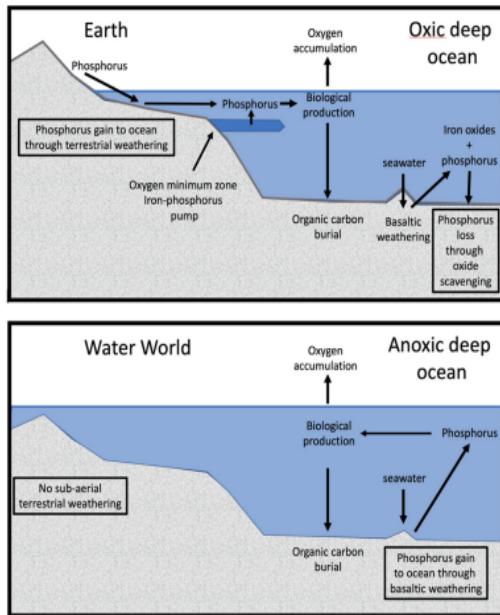 Earth
Oxygen
accumulation
Oxic deep
ocean
Phosphorus
Phosphorus
Biological
production
Phosphorus gain to ocean
through terrestrial weathering
Iron oxides
+
phosphorus
seawater
Oxygen minimum zone
Iron-phosphorus
pump
Organic carbon
burial
Basaltic
weathering
Phosphorus
loss
through
oxide
scavenging
Water World
Oxygen
accumulation
Anoxic deep
ocean
Biological
production
Phosphorus
No sub-aerial
terrestrial weathering
seawater
Organic carbon
burial
Phosphorus gain
to ocean through
basaltic weathering